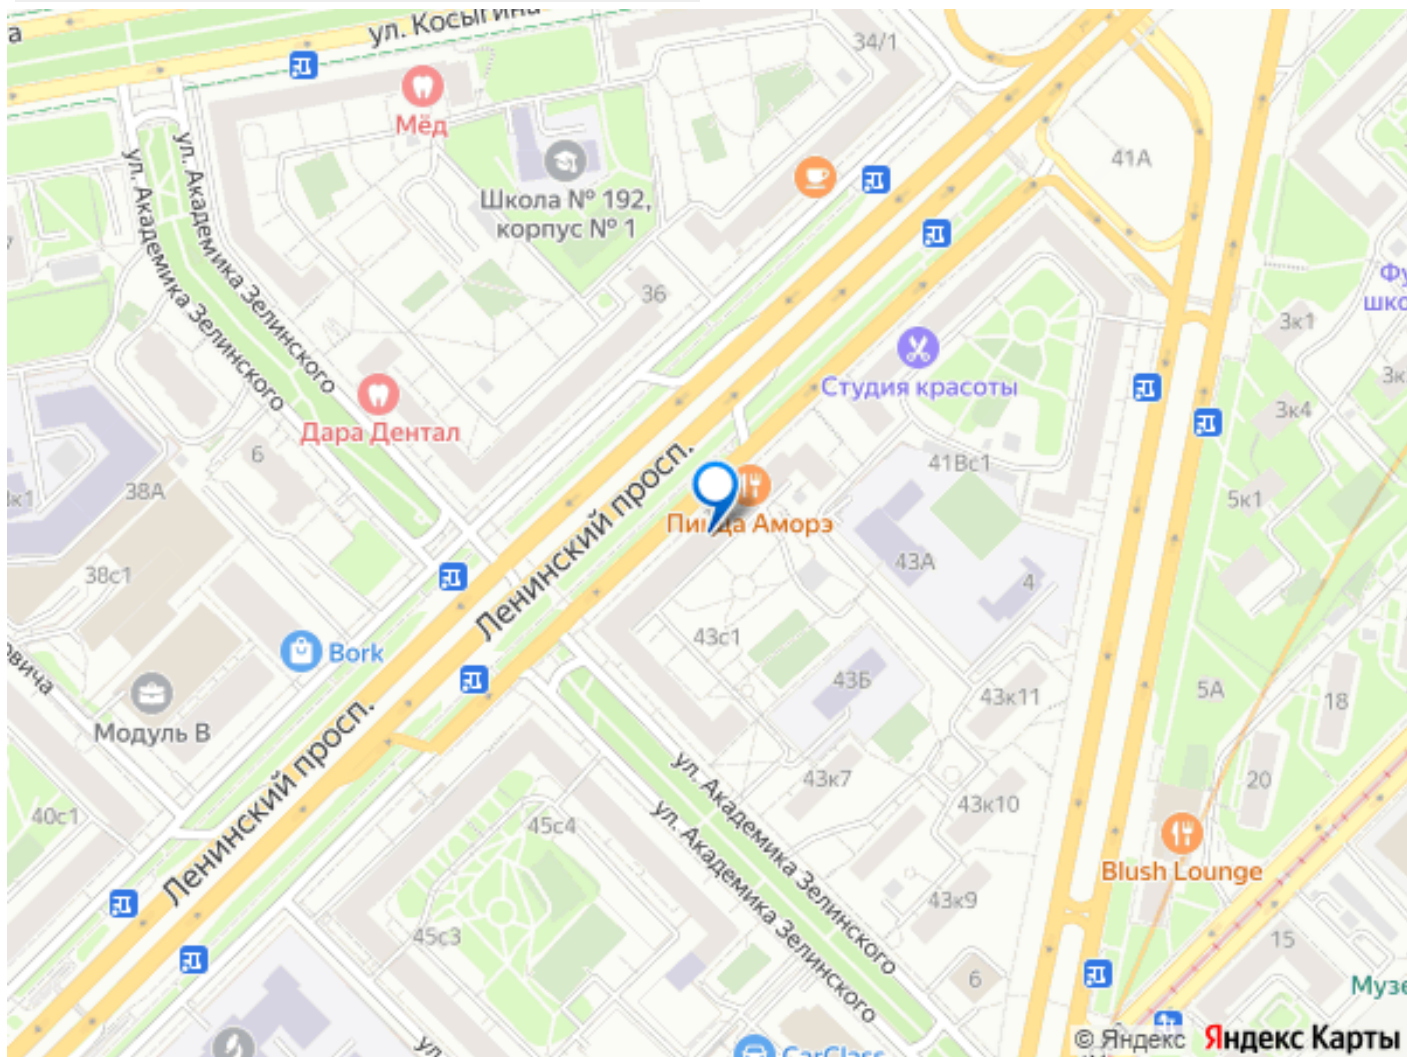 ул. Косыгина
а
34/1
Мёд
41А
ул. Академика Зелинского
ул. Академика Зелинского
Школа № 192,
корпус № 1
36
Фу
шко
3к1
Студия красоты
3к
3к4
Дара Дентал
6
41Вс1
38А
5к1
Ленинский просп.
Пицца Аморэ
43А
38с1
4
43с1
Bork
43Б
5А
43к11
18
Модуль В
овича
Ленинский просп.
43к7
20
43к10
40с1
45с4
ул. Академика Зелинского
ул. Академика Зелинского
Blush Lounge
43к9
45с3
15
6
Музе
ул.
CarClass
© Яндекс Яндекс Карты